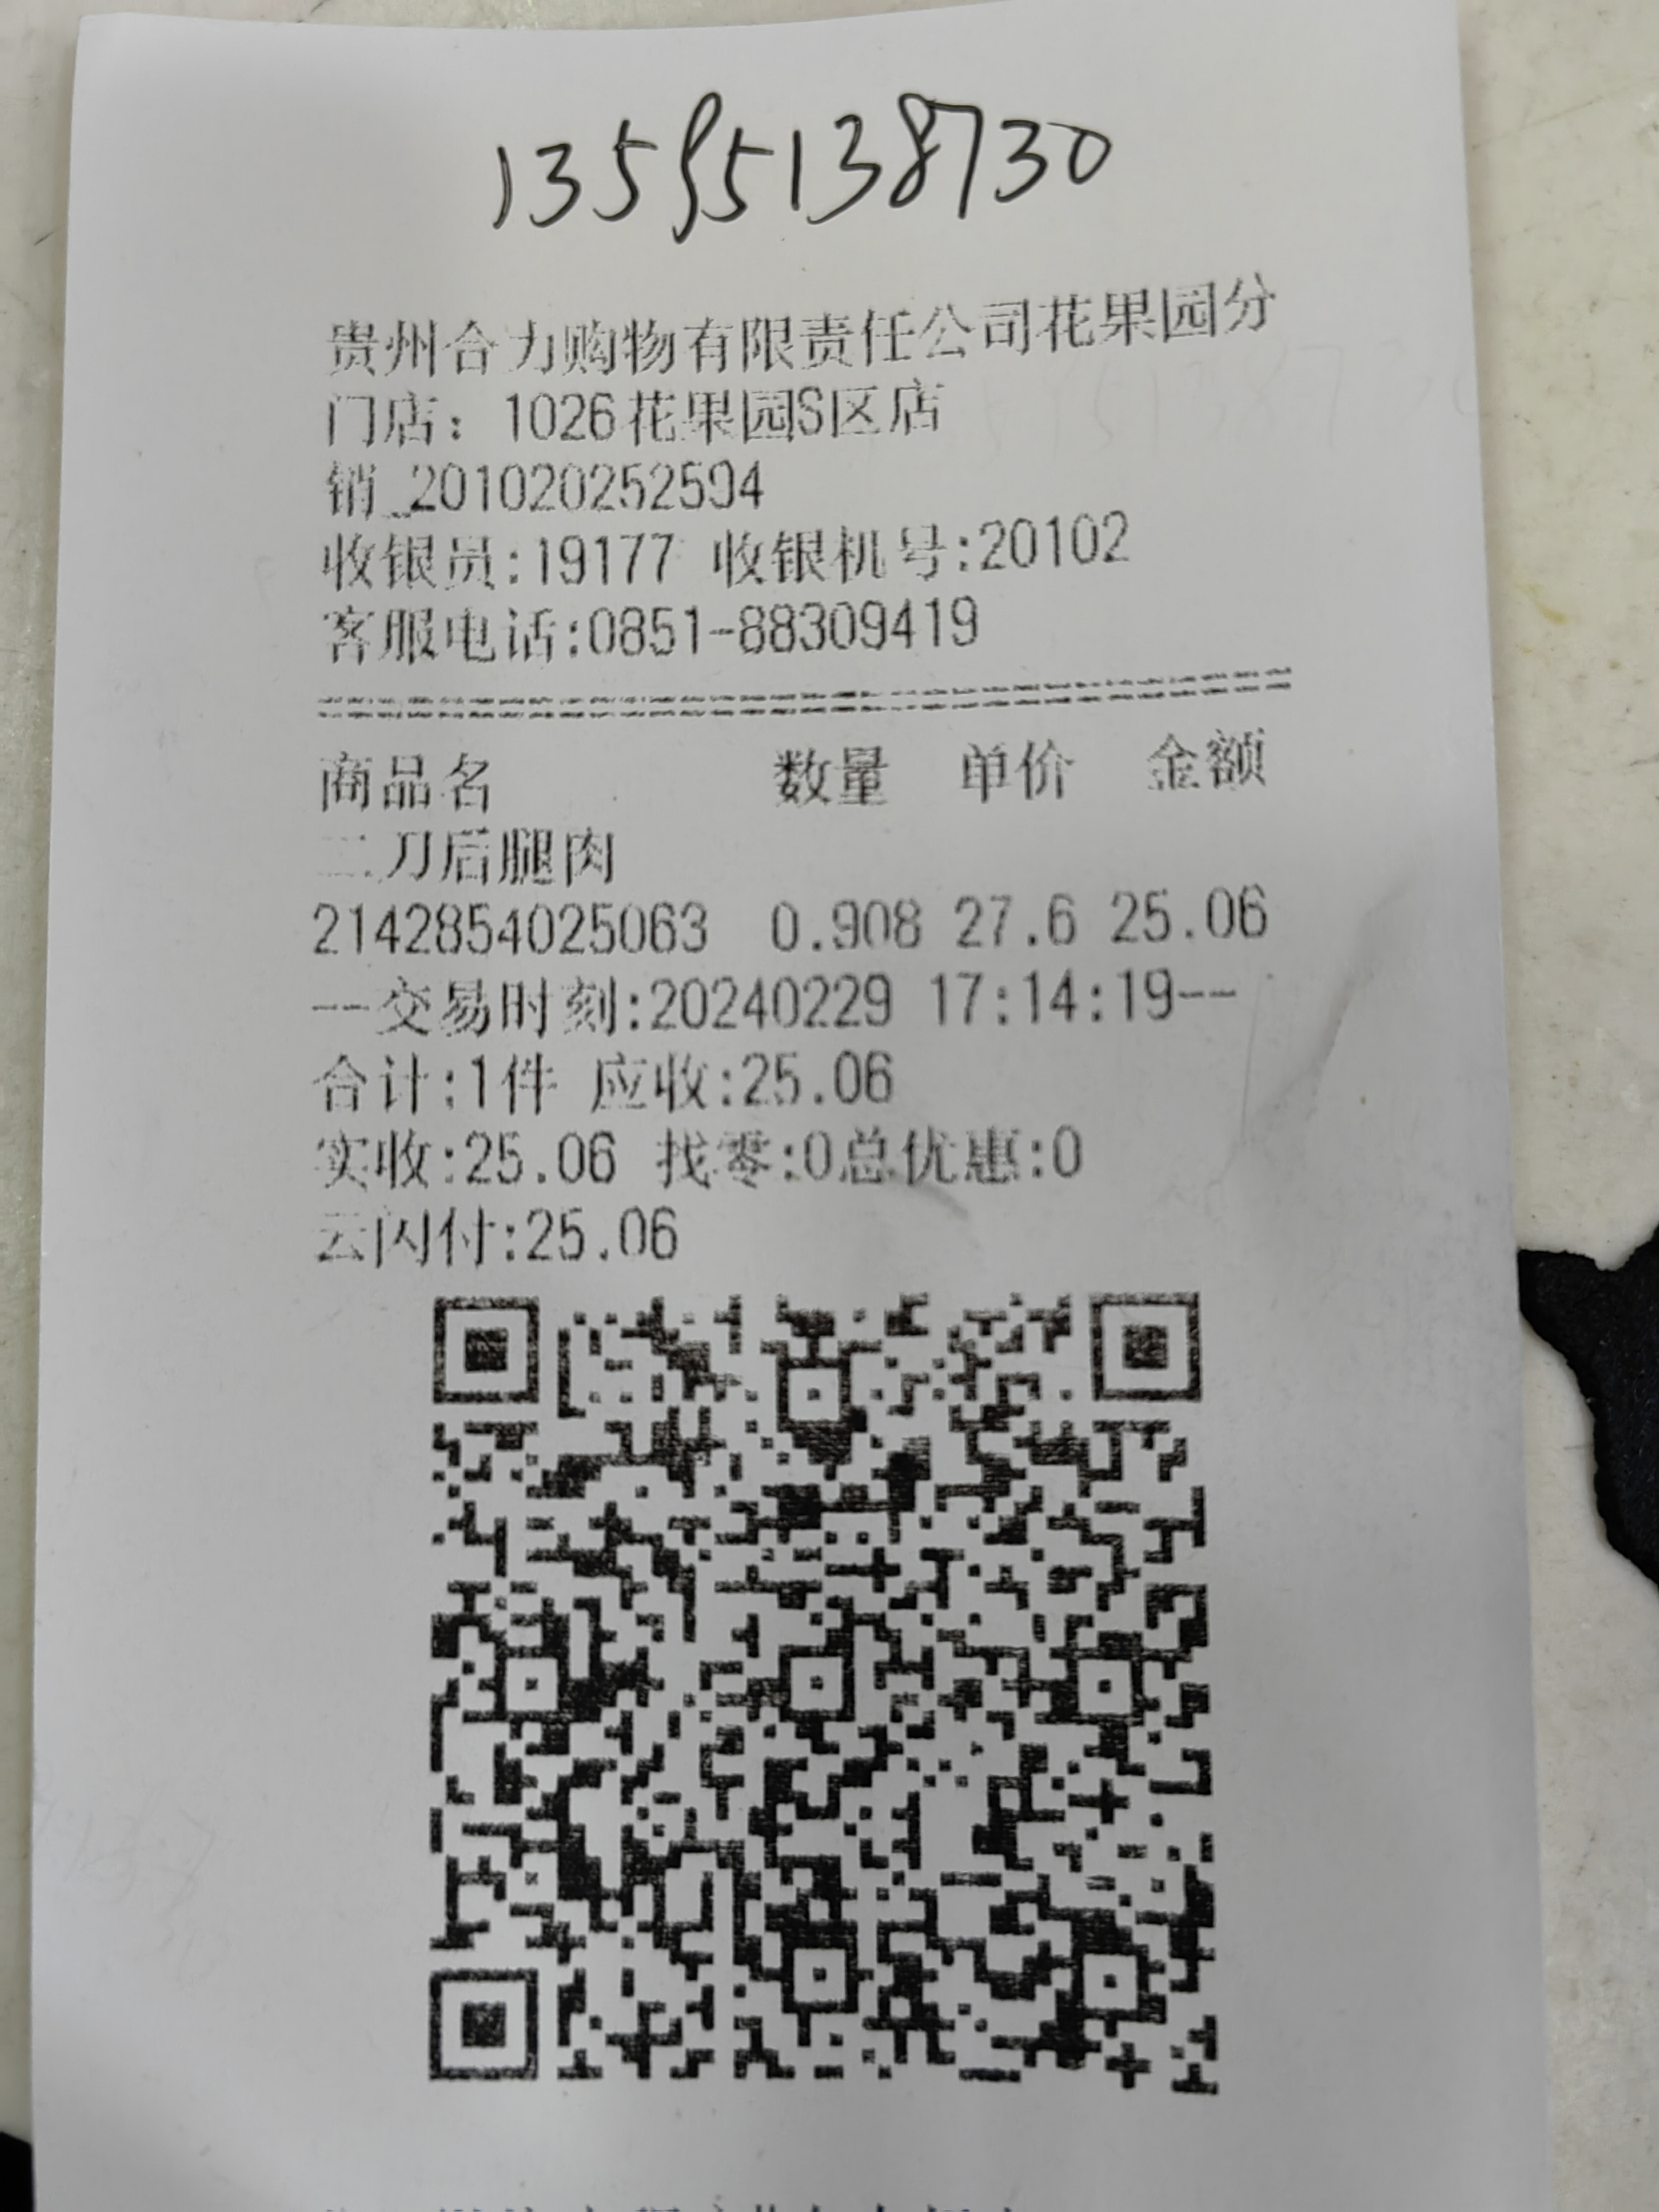 13595138730
贵州合力购物有限责任公司花果园分
门店：1026花果园S区店
销_201020252594
收银员:19177 收银机号:20102
客服电话:0851-88309419
商品名 数量 单价 金额
二刀后腿肉
2142854025063 0.908 27.6 25.06
--交易时刻:20240229 17:14:19--
合计:1件 应收:25.06
实收:25.06 找零:0总优惠:0
云闪付:25.06